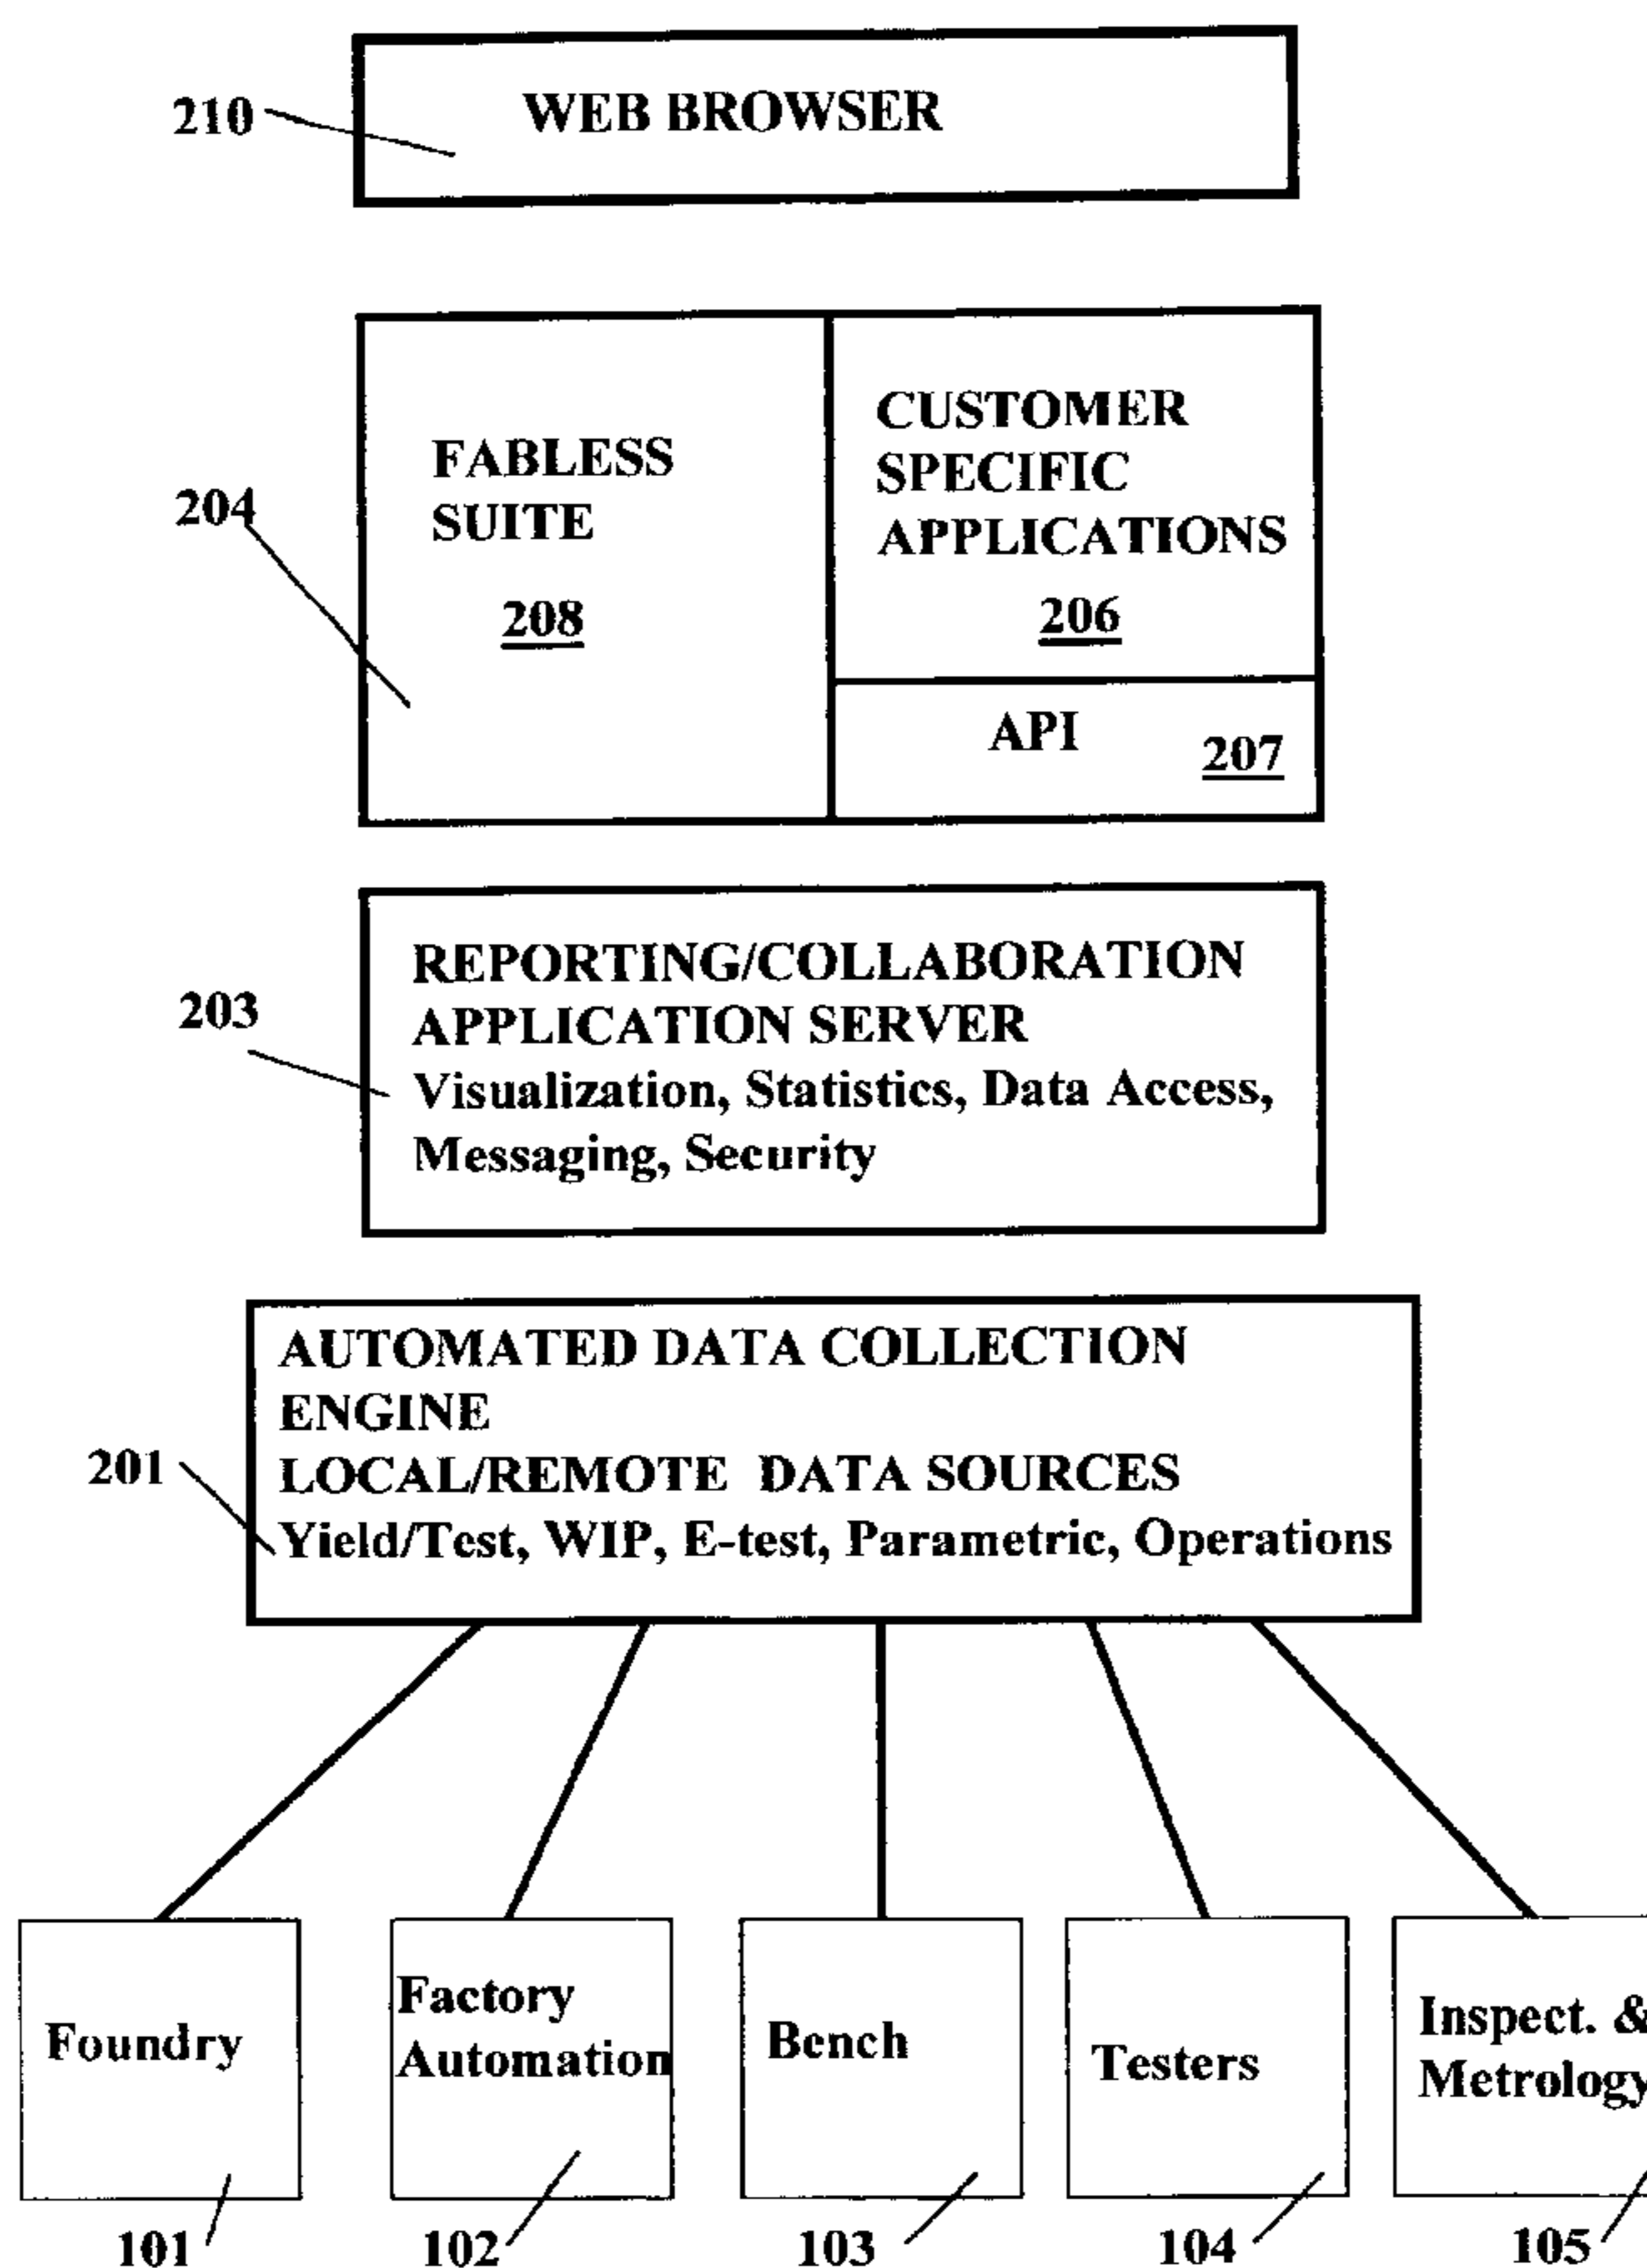 WEB BROWSER
210
FABLESS
SUITE
208
CUSTOMER
SPECIFIC
APPLICATIONS
206
API
207
204
REPORTING/COLLABORATION
APPLICATION SERVER
Visualization, Statistics, Data Access,
Messaging, Security
203
AUTOMATED DATA COLLECTION
ENGINE
LOCAL/REMOTE DATA SOURCES
Yield/Test, WIP, E-test, Parametric, Operations
201
Foundry
101
Factory
Automation
102
Bench
103
Testers
104
Inspect. &
Metrology
105